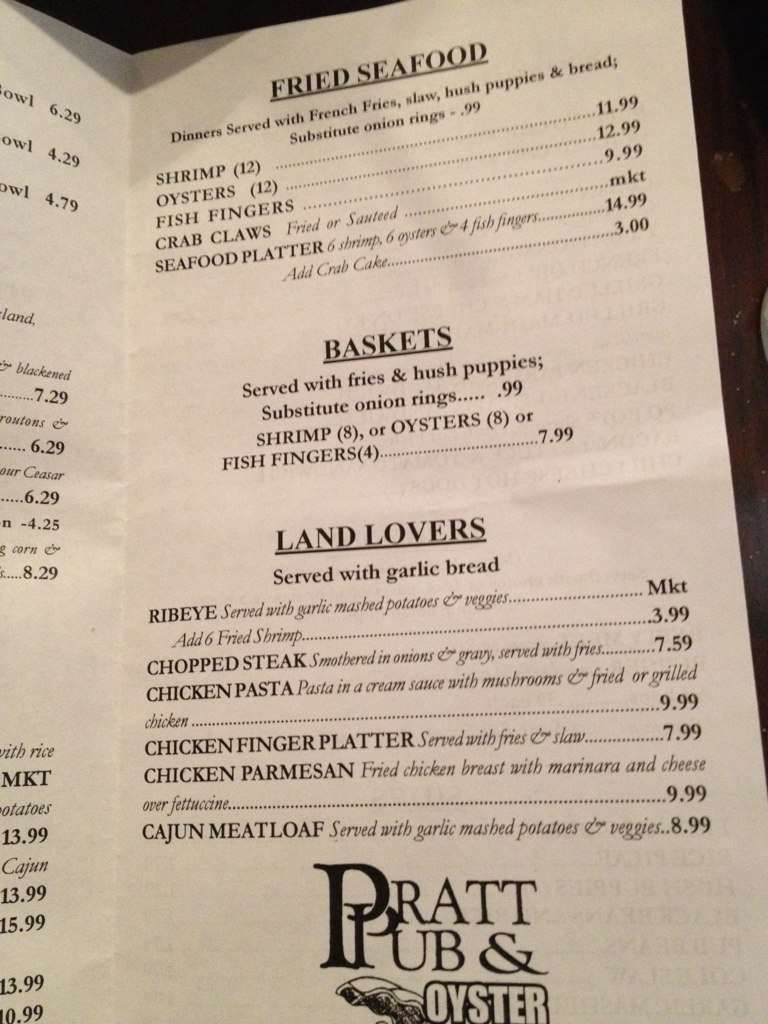 owl 6.29
owl 4.29
owl 4.79
land,
& blackened
.........7.29
routons &
...... 6.29
our Ceasar
.....6.29
n -4.25
g corn &
.....8.29
with rice
MKT
potatoes
13.99
Cajun
13.99
15.99
13.99
10.99
FRIED SEAFOOD
Dinners Served with French Fries, slaw, hush puppies & bread;
Substitute onion rings - .99
SHRIMP (12) ........................................11.99
OYSTERS (12)........................................12.99
FISH FINGERS ........................................9.99
CRAB CLAWS Fried or Sauteed ........................................mkt
SEAFOOD PLATTER 6 shrimp, 6 oysters & 4 fish fingers...............14.99
Add Crab Cake........................................3.00
BASKETS
Served with fries & hush puppies;
Substitute onion rings..... .99
SHRIMP (8), or OYSTERS (8) or
FISH FINGERS(4)...............................7.99
LAND LOVERS
Served with garlic bread
RIBEYE Served with garlic mashed potatoes & veggies........................... Mkt
Add 6 Fried Shrimp........................................3.99
CHOPPED STEAK Smothered in onions & gravy, served with fries...........7.59
CHICKEN PASTA Pasta in a cream sauce with mushrooms & fried or grilled
chicken ........................................9.99
CHICKEN FINGER PLATTER Served with fries & slaw................7.99
CHICKEN PARMESAN Fried chicken breast with marinara and cheese
over fettuccine........................................9.99
CAJUN MEATLOAF Served with garlic mashed potatoes & veggies..8.99
PRATT
PUB &
OYSTER